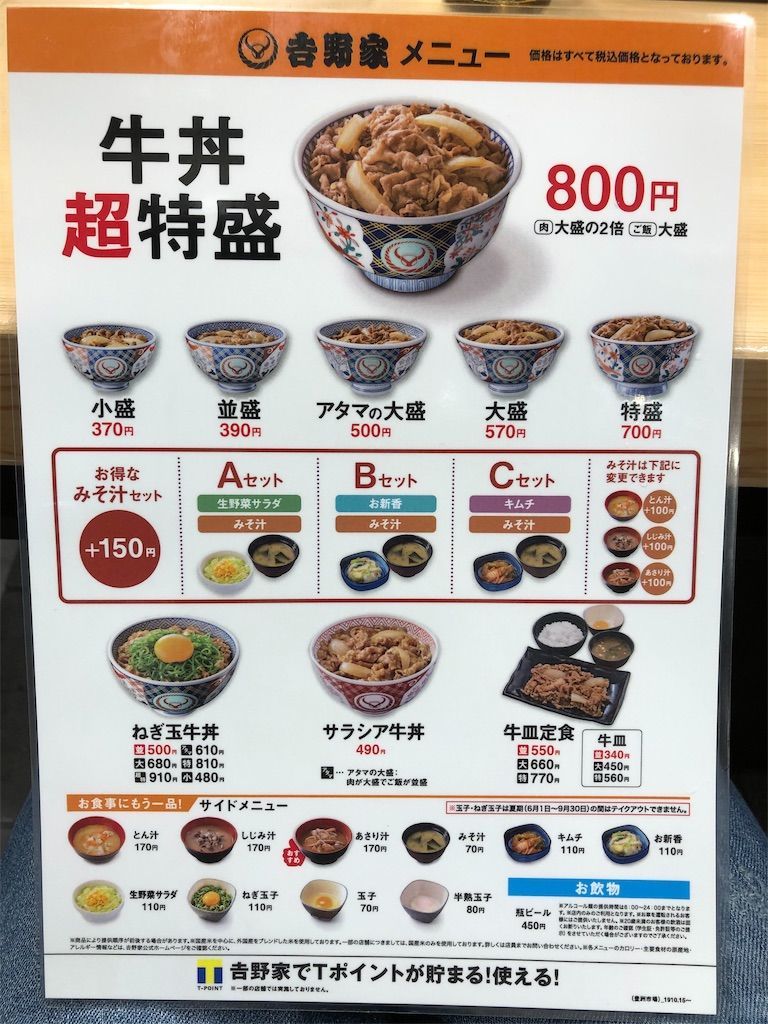 吉野家 メニュー 価格はすべて税込価格となっております。
牛丼
超特盛
800円
肉 大盛の2倍 ご飯 大盛
小盛 並盛 アタマの大盛 大盛 特盛
370円 390円 500円 570円 700円
お得な
みそ汁セット
+150円
Aセット
生野菜サラダ
みそ汁
Bセット
お新香
みそ汁
Cセット
キムチ
みそ汁
みそ汁は下記に
変更できます
とん汁
+100円
しじみ汁
+100円
あさり汁
+100円
ねぎ玉牛丼
並 500円 610円
大 680円 特 810円
910円 小 480円
サラシア牛丼
490円
… アタマの大盛:
肉が大盛でご飯が並盛
牛皿定食
並 550円
大 660円
特 770円
牛皿
並 340円
大 450円
特 560円
お食事にもう一品! サイドメニュー
※玉子・ねぎ玉子は夏期(6月1日〜9月30日)の間はテイクアウトできません。
とん汁
170円
しじみ汁
170円
おすすめ
あさり汁
170円
みそ汁
70円
キムチ
110円
お新香
110円
生野菜サラダ
110円
ねぎ玉子
110円
玉子
70円
半熟玉子
80円
お飲物
瓶ビール
450円
T-POINT
吉野家でTポイントが貯まる!使える!
※一部の店舗では実施しておりません。
(豊洲市場)_1910.15〜